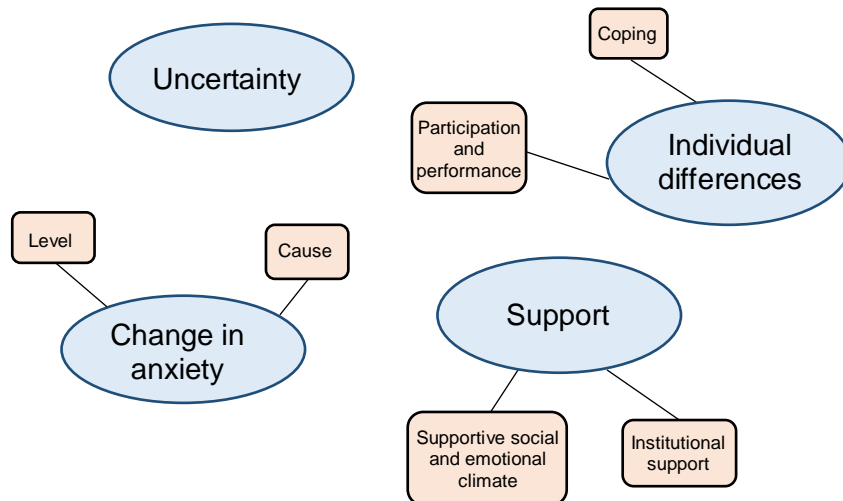 Coping
Uncertainty
Participation
and
performance
Individual
differences
Level
Cause
Support
Change in
anxiety
Supportive social
and emotional
climate
Institutional
support